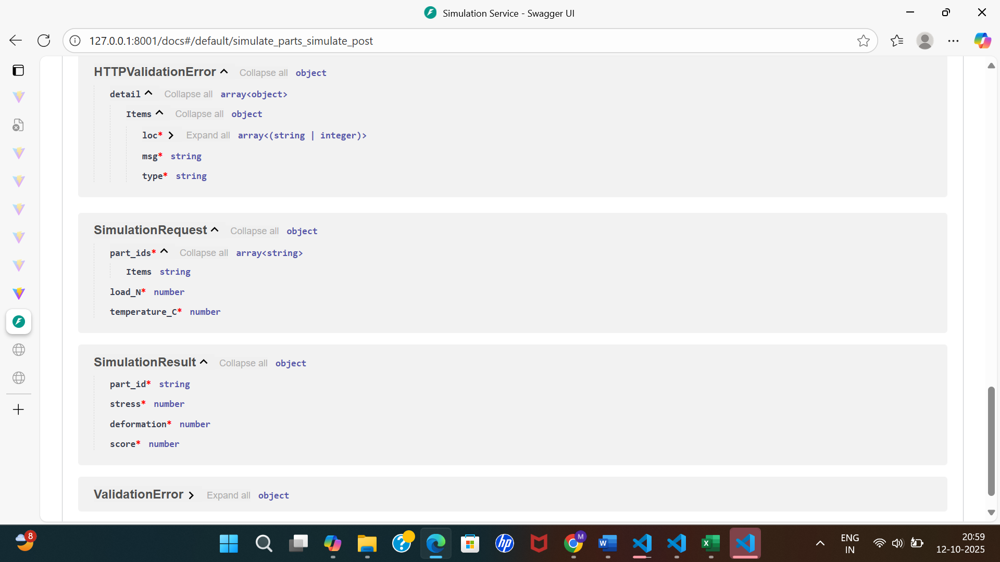 Simulation Service - Swagger UI
127.0.0.1:8001/docs#/default/simulate_parts_simulate_post
HTTPValidationError Collapse all object
detail Collapse all array<object>
Items Collapse all object
loc* Expand all array<(string | integer)>
msg* string
type* string
SimulationRequest Collapse all object
part_ids* Collapse all array<string>
Items string
load_N* number
temperature_C* number
SimulationResult Collapse all object
part_id* string
stress* number
deformation* number
score* number
ValidationError Expand all object
8
?
hp
M
W
X
ENG
IN
20:59
12-10-2025